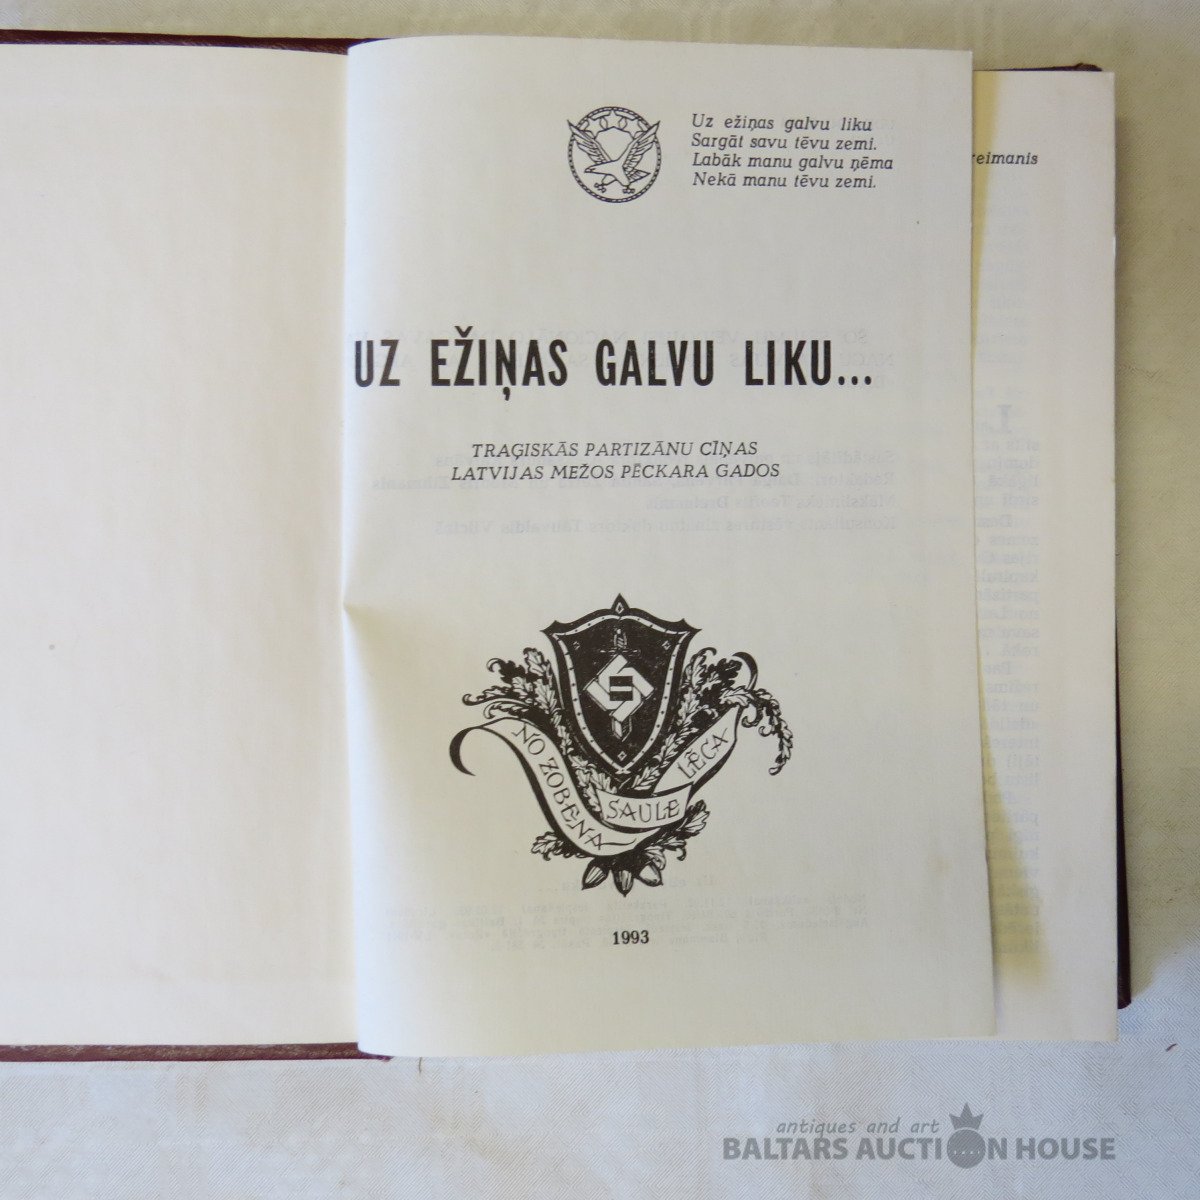 Uz ežiņas galvu liku
Sargāt savu tēvu zemi.
Labāk manu galvu ņēma
Nekā manu tēvu zemi.
reimanis
UZ EŽIŅAS GALVU LIKU...
TRAĢISKĀS PARTIZĀNU CĪŅAS
LATVIJAS MEŽOS PĒCKARA GADOS
NO ZOBENA SAULE LĒCA
1993
antiques and art
BALTARS AUCTION HOUSE